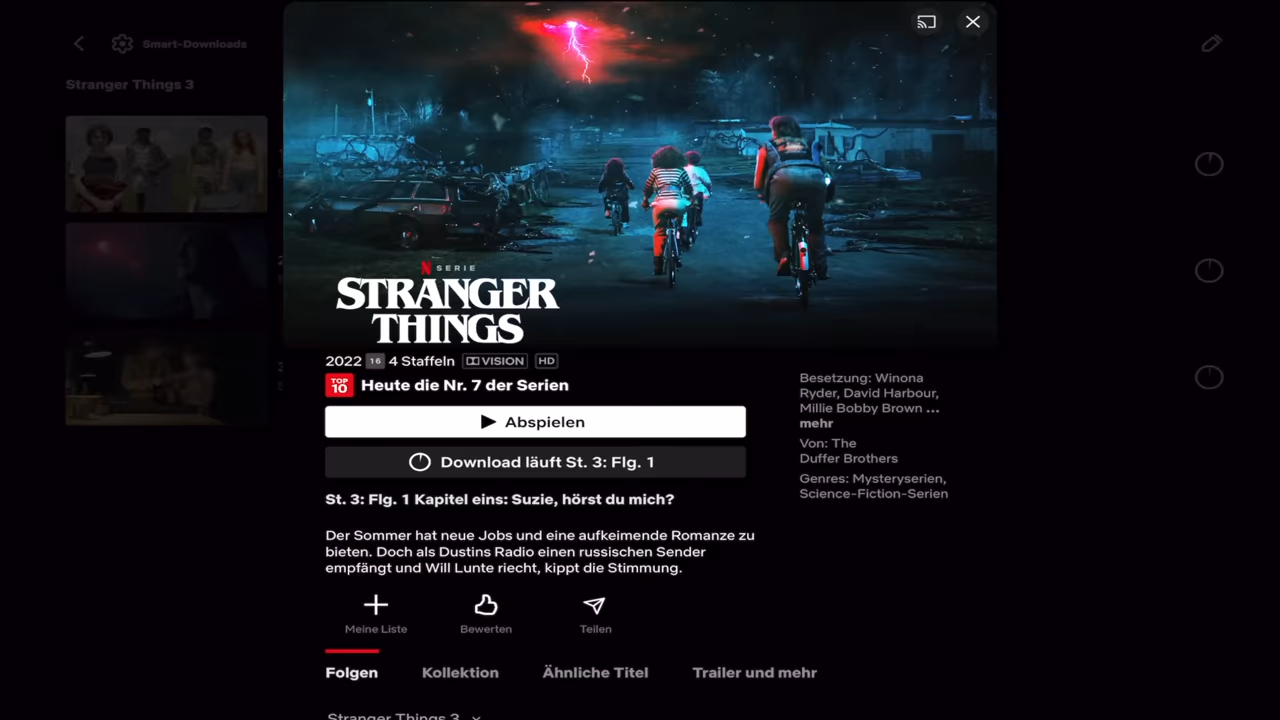 Smart-Downloads
Stranger Things 3
N SERIE
STRANGER
THINGS
2022 16 4 Staffeln DOLBY VISION HD
TOP 10 Heute die Nr. 7 der Serien
Abspielen
Download läuft St. 3: Flg. 1
St. 3: Flg. 1 Kapitel eins: Suzie, hörst du mich?
Der Sommer hat neue Jobs und eine aufkeimende Romanze zu
bieten. Doch als Dustins Radio einen russischen Sender
empfängt und Will Lunte riecht, kippt die Stimmung.
Besetzung: Winona
Ryder, David Harbour,
Millie Bobby Brown ...
mehr
Von: The
Duffer Brothers
Genres: Mysteryserien,
Science-Fiction-Serien
Meine Liste
Bewerten
Teilen
Folgen
Kollektion
Ähnliche Titel
Trailer und mehr
Stranger Things 3